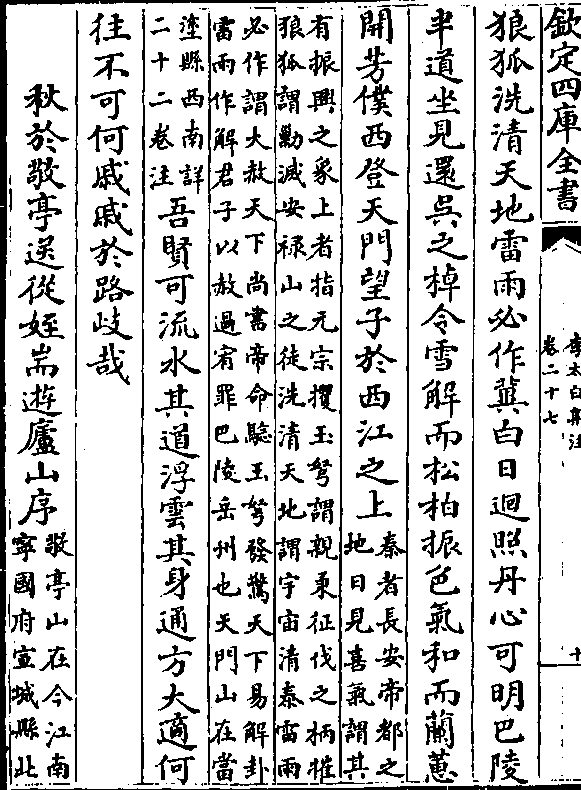 欽定四庫全書
李太白集注
卷二十七
十
狼狐洗清天地雷雨必作冀白日迴照丹心可明巴陵
半道坐見還吳之棹令雪解而松柏振色氣和而蘭蕙
開芳僕西登天門望子於西江之上
秦者長安帝都之
地日見喜氣謂其
有振興之象上者指元宗攬玉弩謂親秉征伐之柄摧
狼狐謂勦滅安祿山之徒洗清天地謂宇宙清泰雷雨
必作謂大赦天下尚書帝命驗玉弩發驚天下易解卦
雷雨作解君子以赦過宥罪巴陵岳州也天門山在當
塗縣西南詳
二十二卷注
吾賢可流水其道浮雲其身通方大適何
往不可何戚戚於路歧哉
秋於敬亭送從姪耑遊廬山序
敬亭山在今江南
寧國府宣城縣北